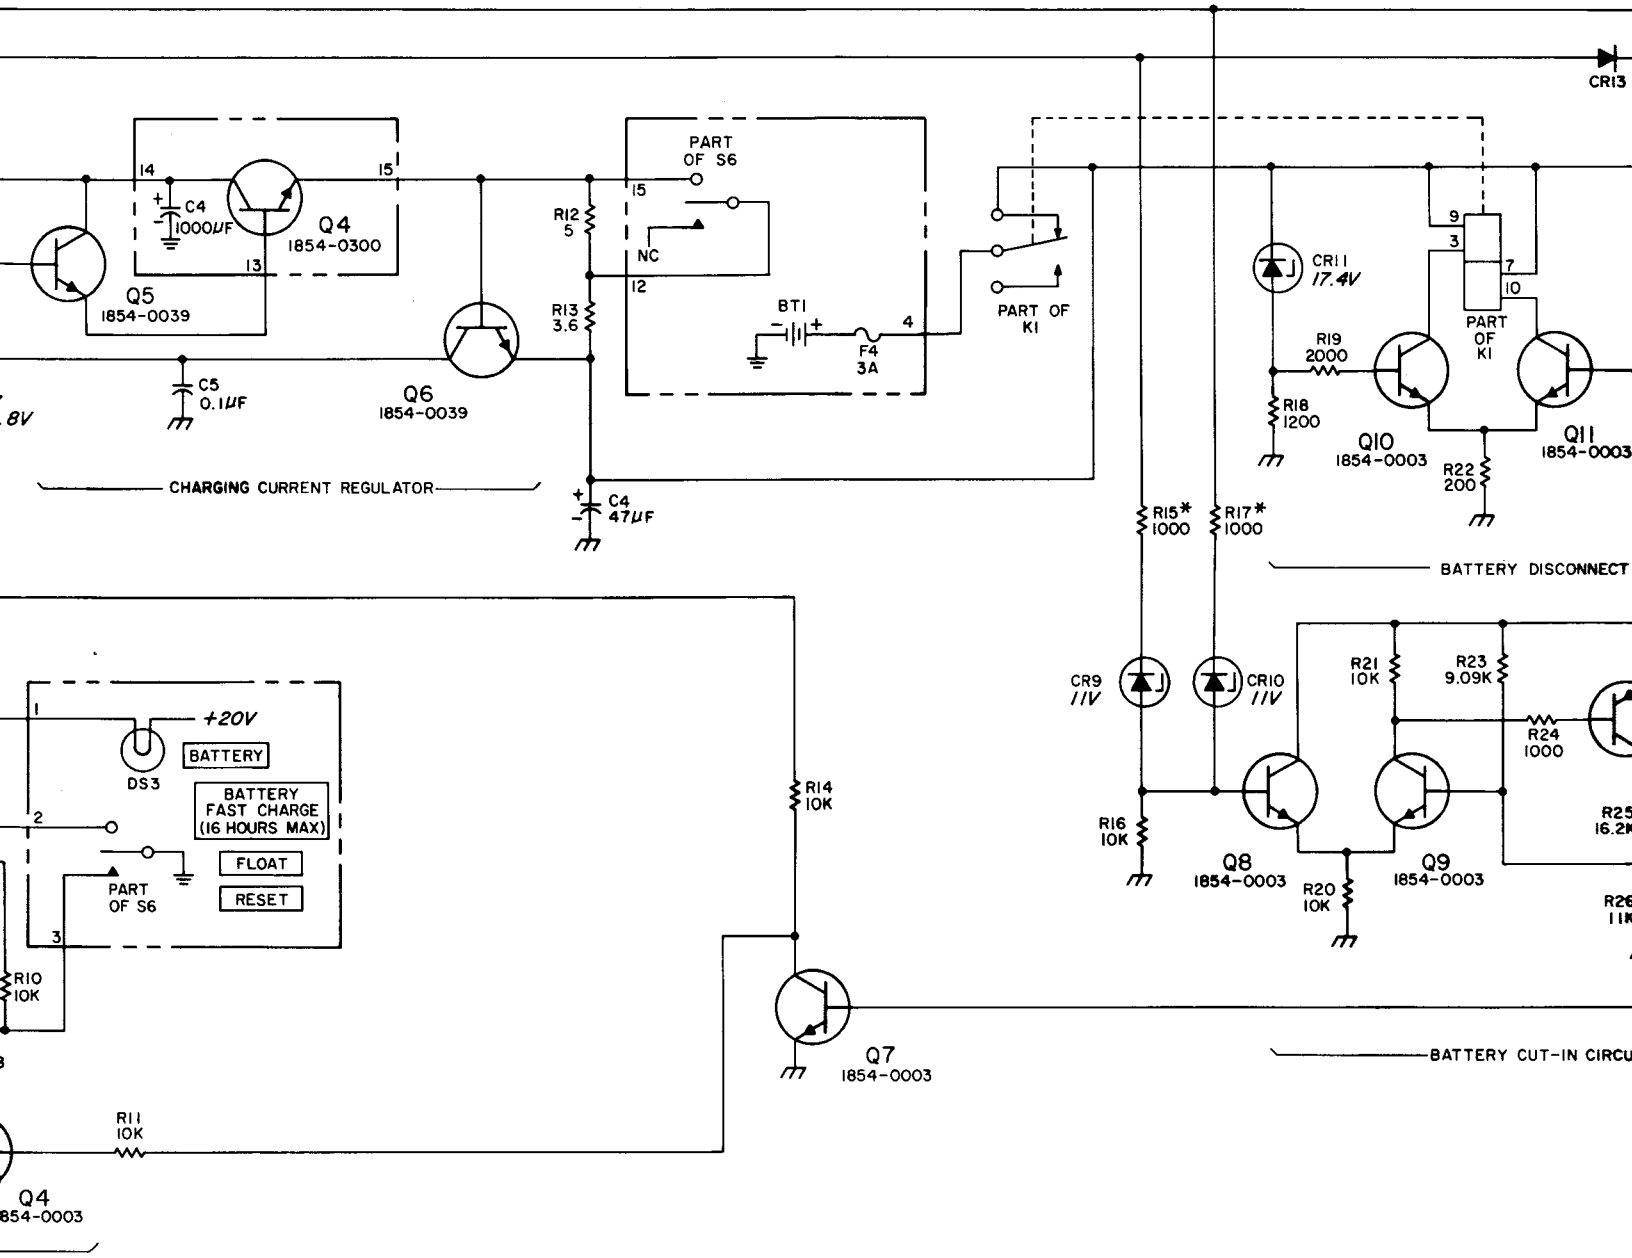 CR13
PART
OF S6
14
15
+
C4
-
1000µF
Q4
1854-0300
13
Q5
1854-0039
R12
5
15
NC
12
R13
3.6
BT1
- +
4
F4
3A
PART OF
K1
CR11
17.4V
9
3
7
10
PART
OF
K1
R19
2000
R18
1200
Q10
1854-0003
Q11
1854-0003
R22
200
.8V
C5
0.1µF
Q6
1854-0039
CHARGING CURRENT REGULATOR
+
C4
-
47µF
R15*
1000
R17*
1000
BATTERY DISCONNECT
1
+20V
BATTERY
DS3
BATTERY
FAST CHARGE
(16 HOURS MAX)
2
FLOAT
PART
OF S6
RESET
3
R10
10K
R14
10K
CR9
11V
CR10
11V
R21
10K
R23
9.09K
R24
1000
R16
10K
Q8
1854-0003
Q9
1854-0003
R20
10K
R25
16.2K
R26
11K
Q7
1854-0003
BATTERY CUT-IN CIRCU
R11
10K
Q4
854-0003